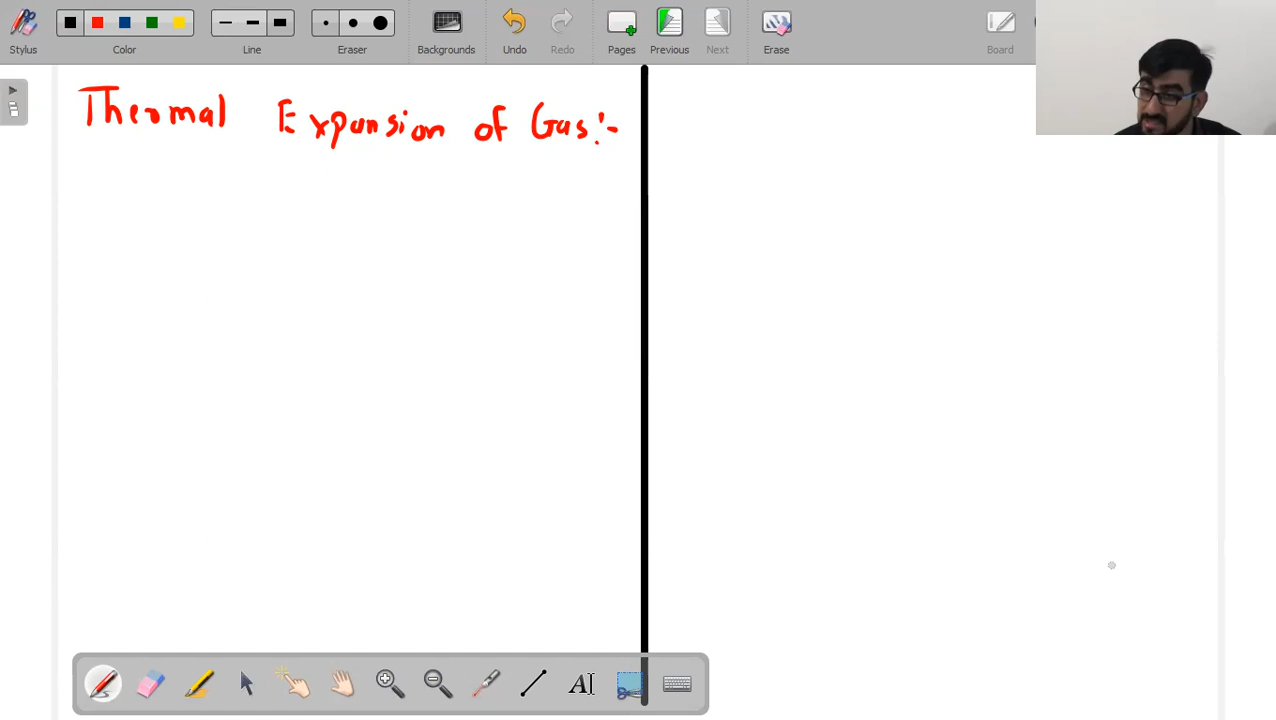 Stylus
Color
Line
Eraser
Backgrounds
Undo
Redo
Pages
Previous
Next
Erase
Board
Thermal Expansion of Gas:-
A